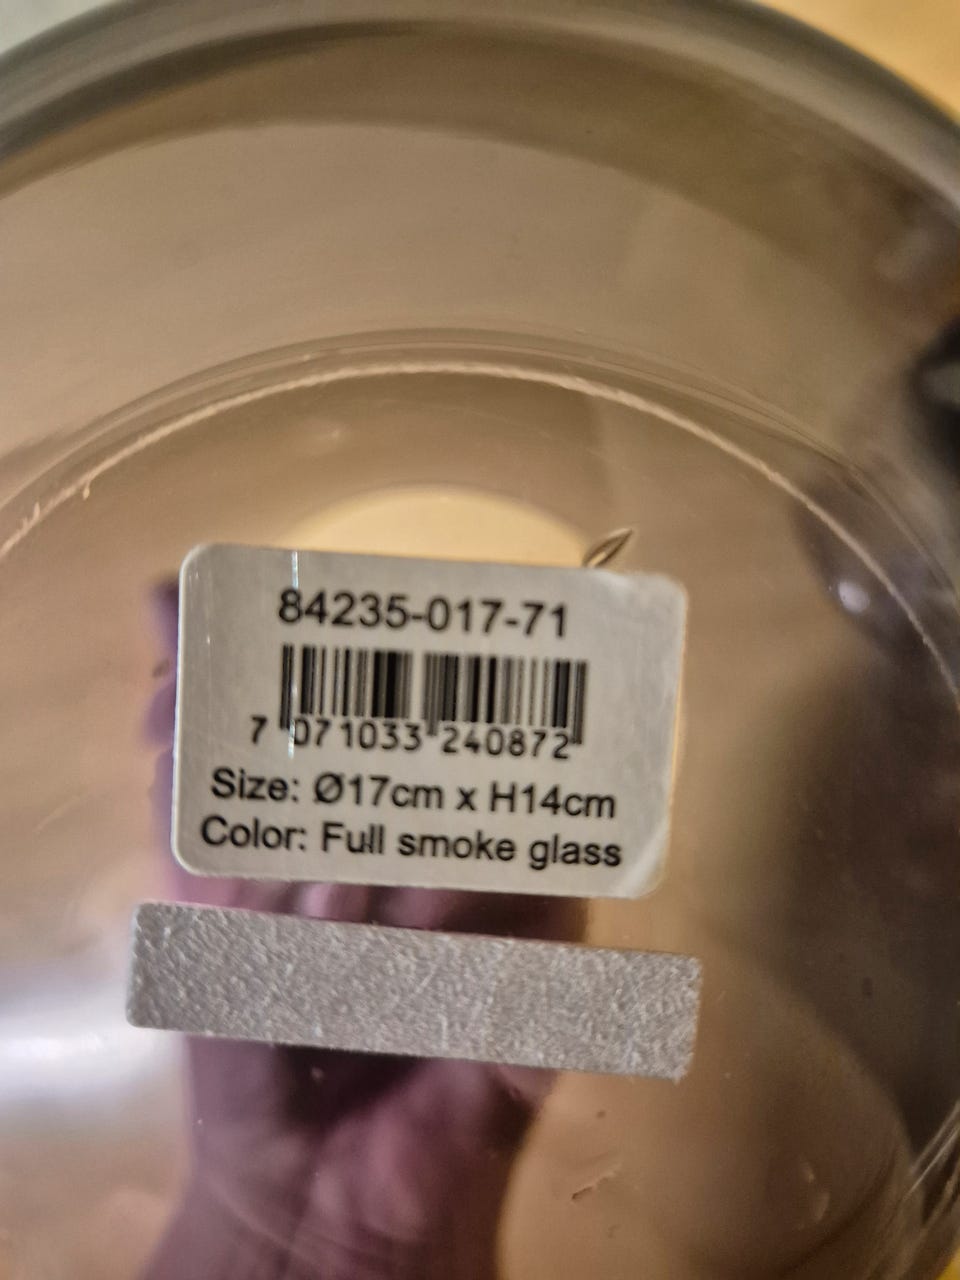 84235-017-71
7 071033 240872
Size: Ø17cm x H14cm
Color: Full smoke glass